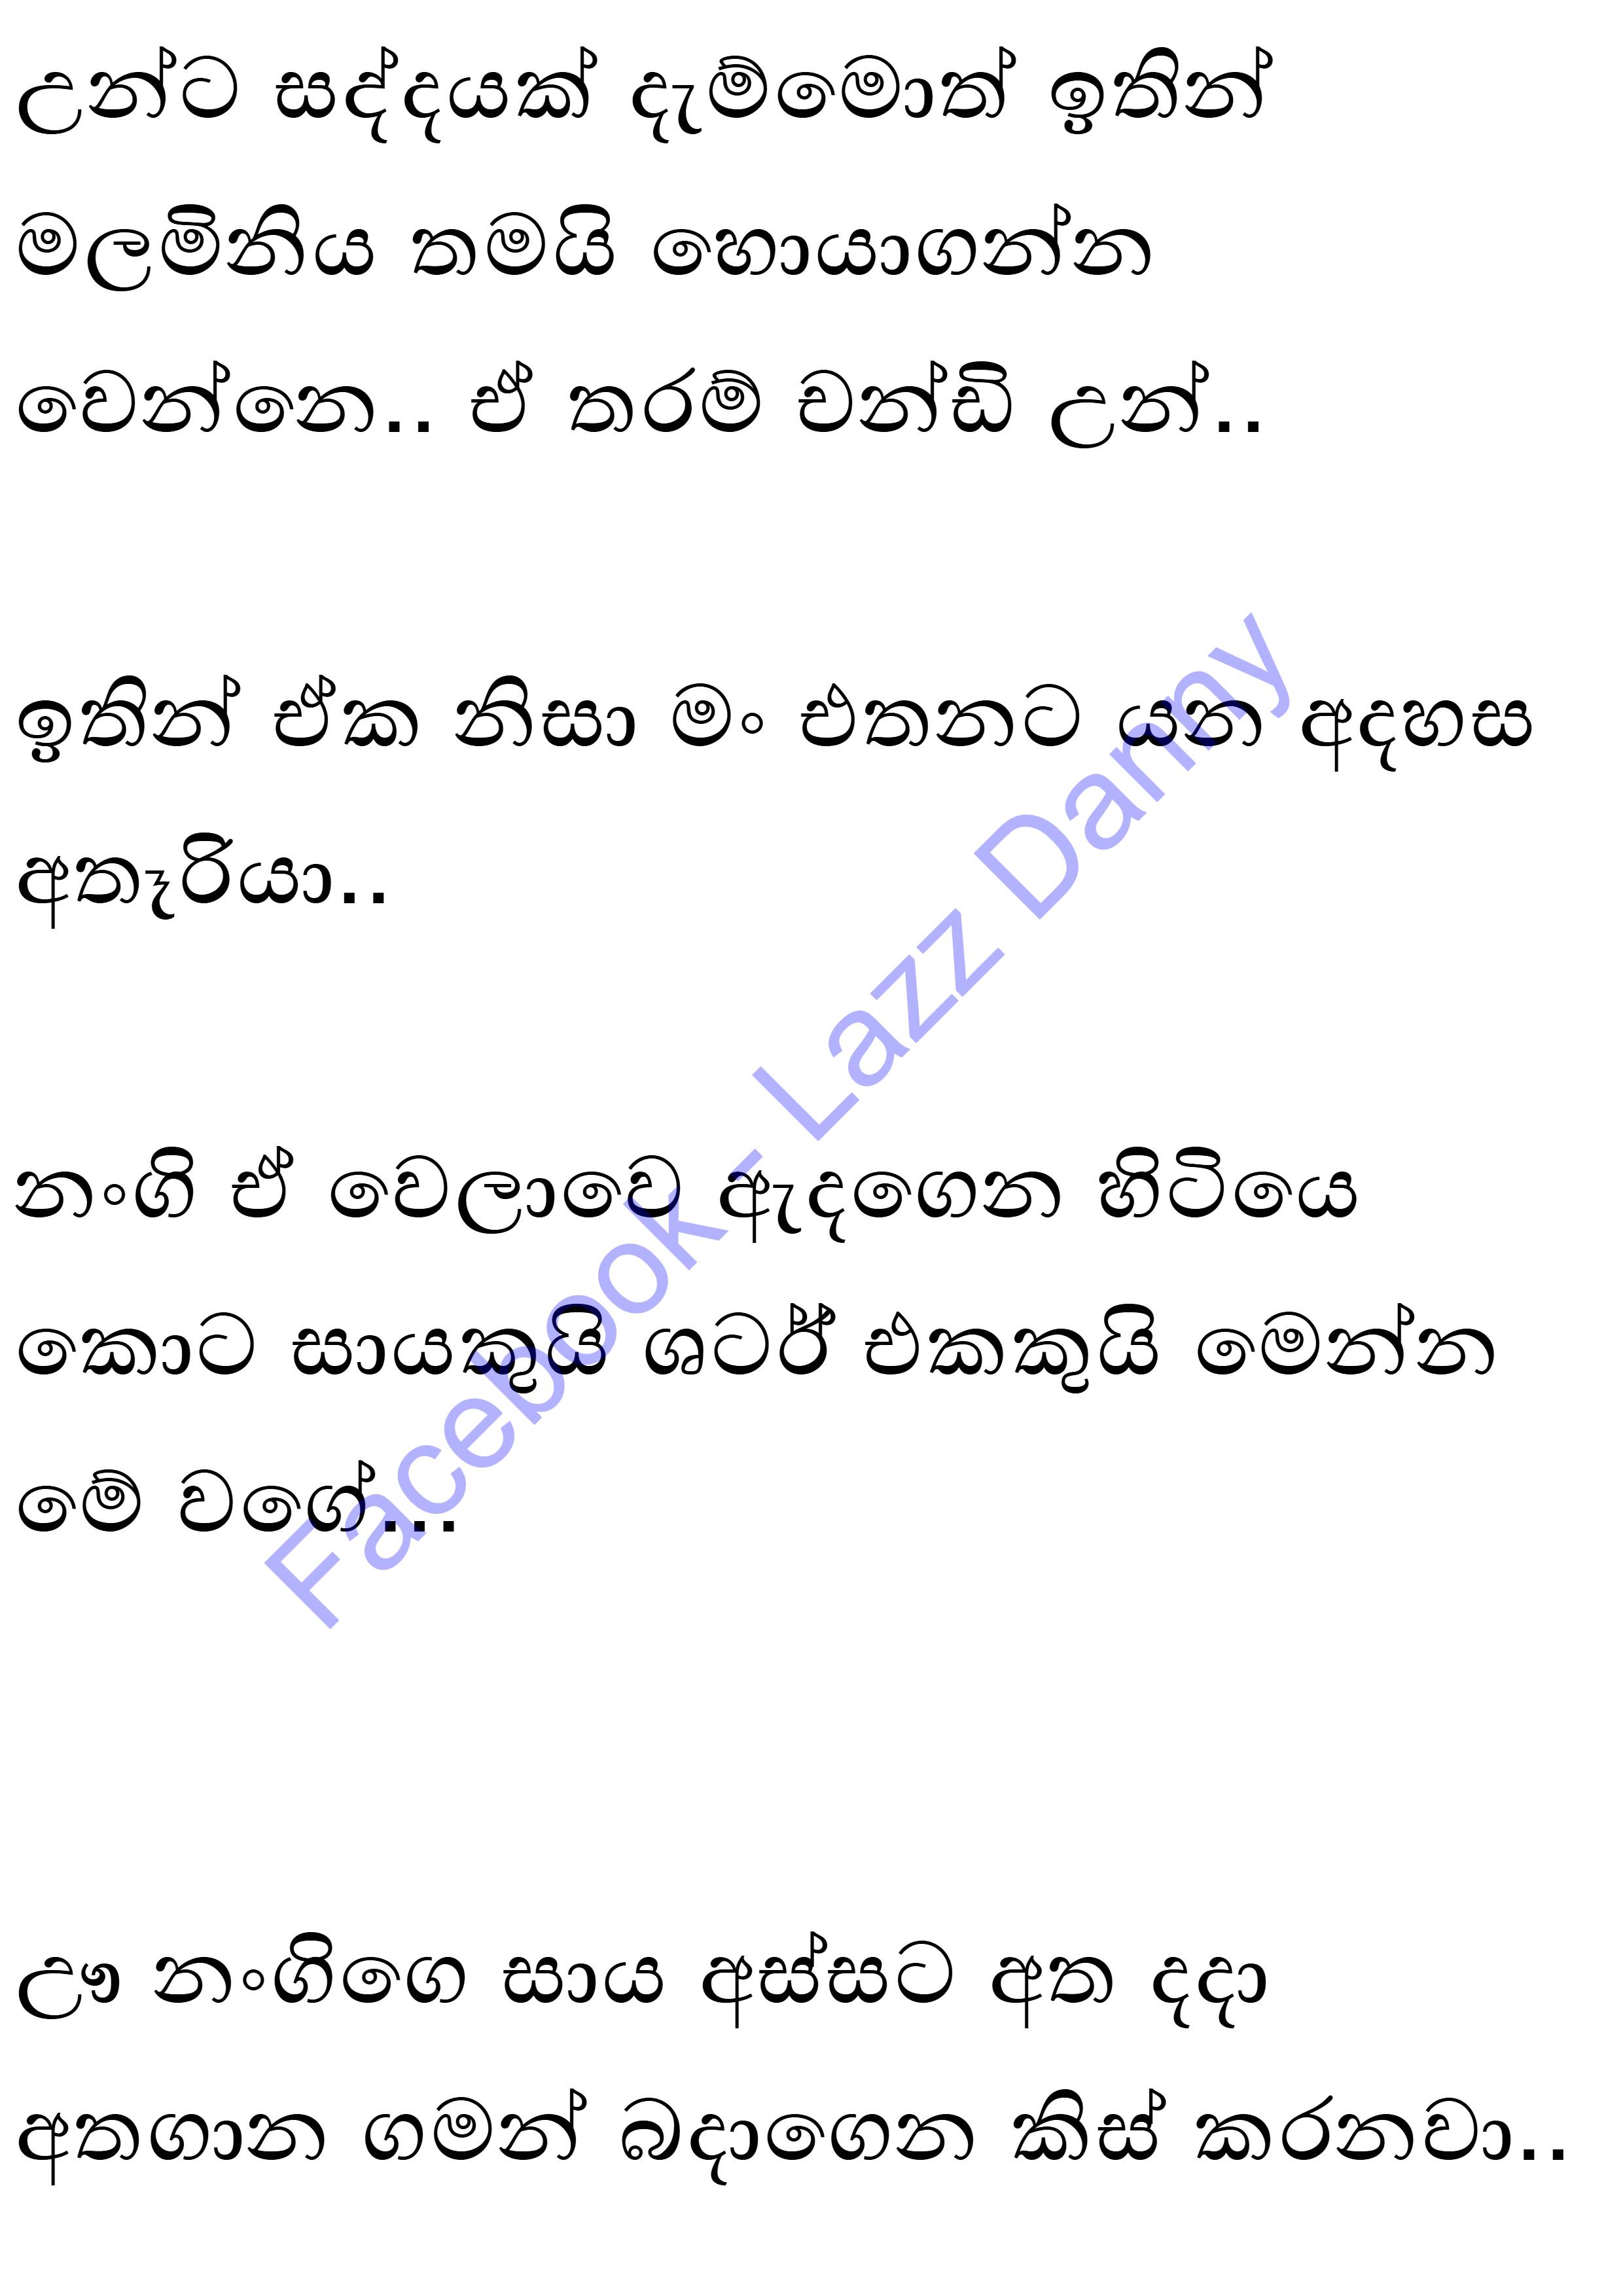 උන්ට සද්දයක් දැම්මොත් ඉතින්
මලමිනිය තමයි හොයාගන්න
වෙන්නෙ.. ඒ තරම් චන්ඩි උන්..
ඉතින් ඒක නිසා මං එතනට යන අදහස
අතෑරියා..
නංගි ඒ වෙලාවෙ ඇදගෙන හිටියෙ
කොට සායකුයි ශටර්ට් එකකුයි මෙන්න
මේ වගේ...
ඌ නංගිගෙ සාය අස්සට අත දදා
අතගාන ගමන් බදාගෙන කිස් කරනවා..
Facebook - Lazz Danny